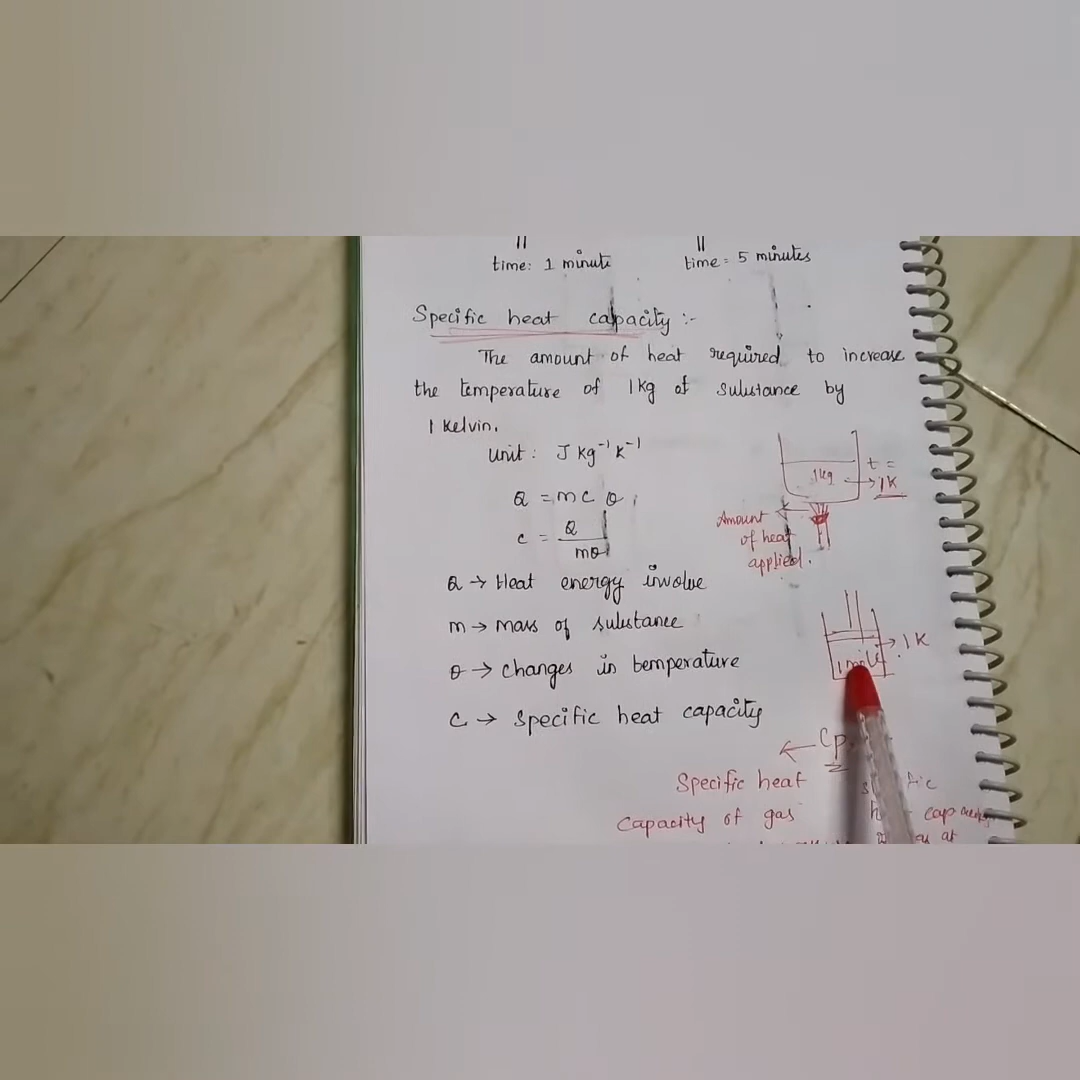 time: 1 minute
time = 5 minutes
Specific heat capacity :-
The amount of heat required to increase
the temperature of 1kg of substance by
1 Kelvin.
Unit: J kg⁻¹ K⁻¹
Q = m c θ
c = Q / mθ
t =
1kg → 1K
Amount
of heat
applied.
Q → Heat energy involve
m → mass of substance
θ → changes in temperature
C → Specific heat capacity
1 mole → 1K
← Cp
Specific heat
capacity of gas